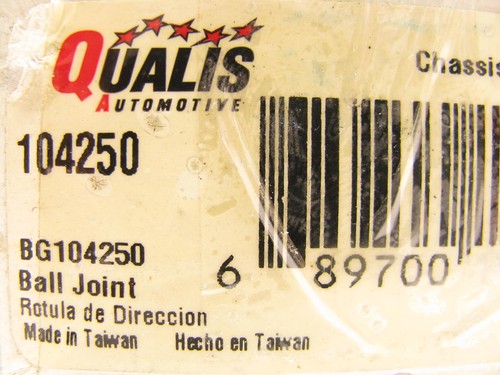 QUALIS
AUTOMOTIVE
Chassis
104250
BG104250
Ball Joint
6 89700
Rotula de Direccion
Made in Taiwan Hecho en Taiwan